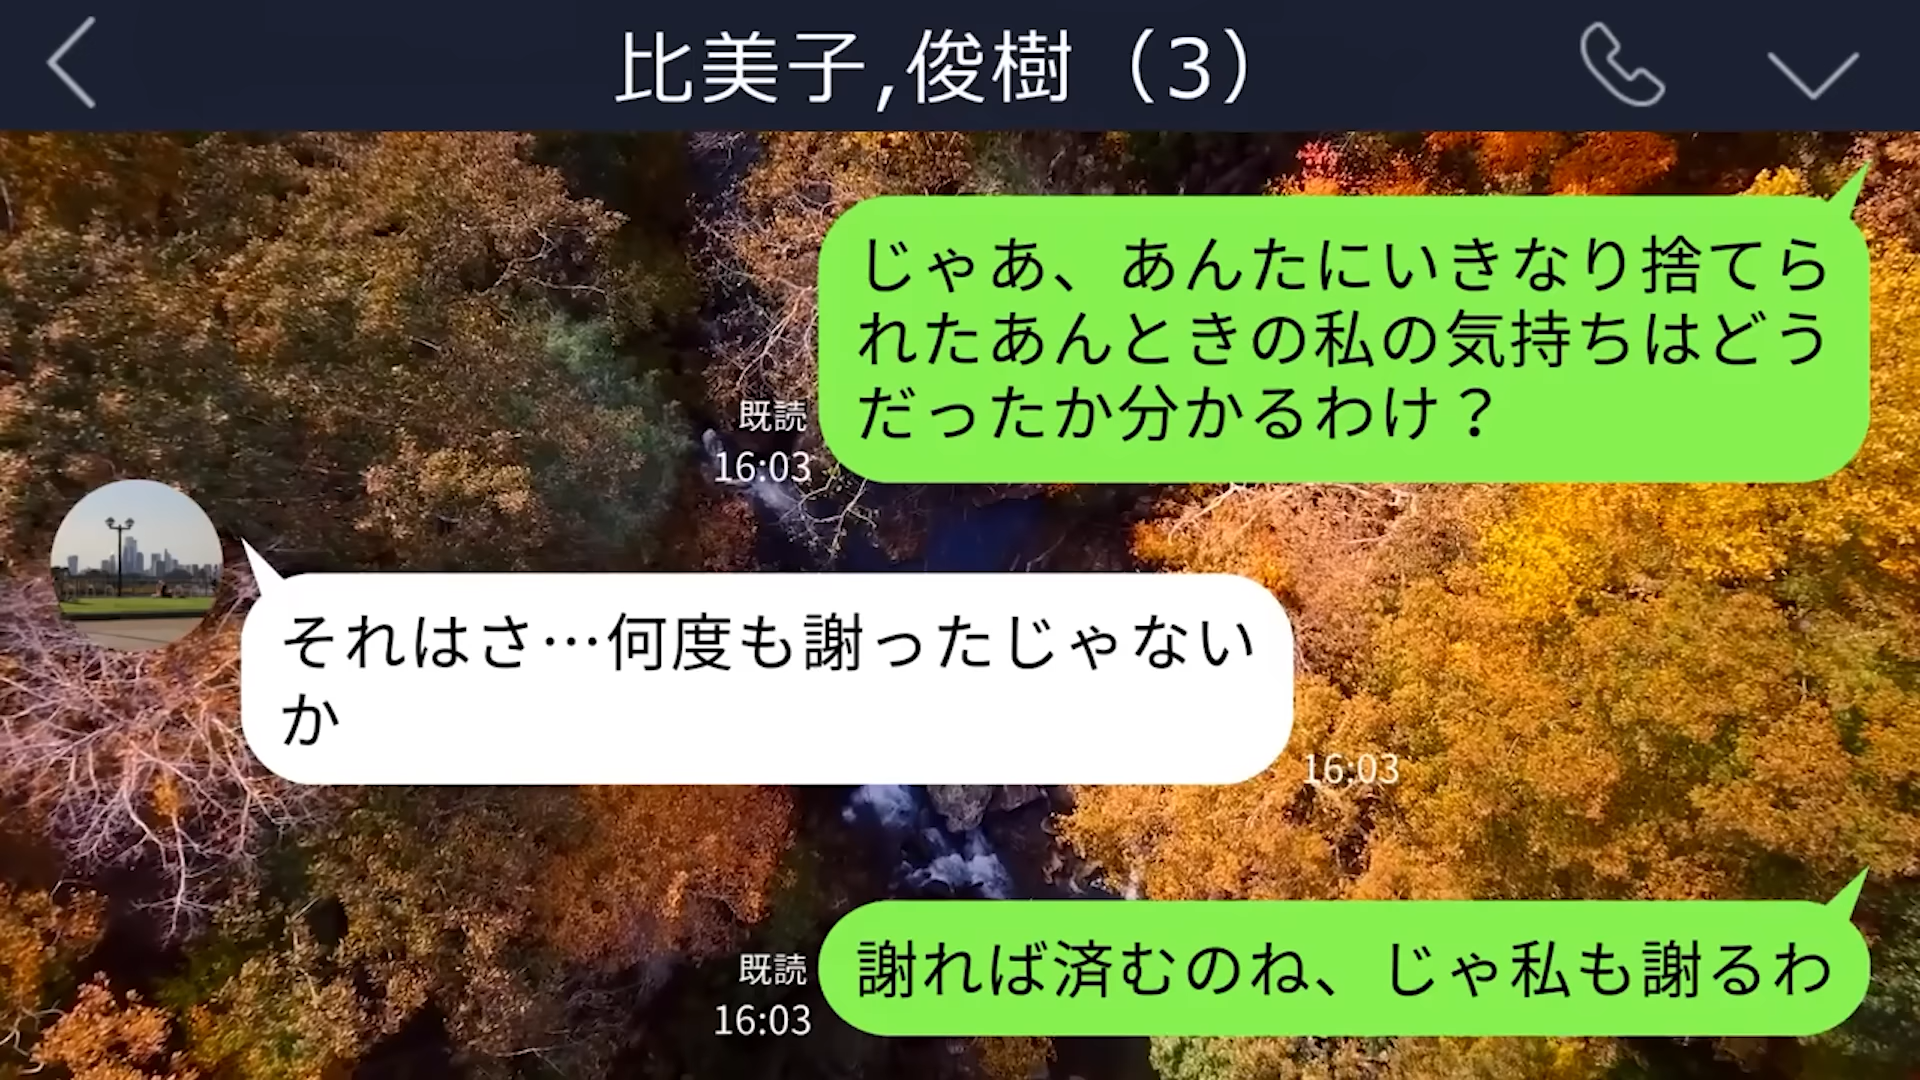 比美子,俊樹（3）
じゃあ、あんたにいきなり捨てら
れたあんときの私の気持ちはどう
だったか分かるわけ？
既読
16:03
それはさ…何度も謝ったじゃない
か
16:03
謝れば済むのね、じゃ私も謝るわ
既読
16:03